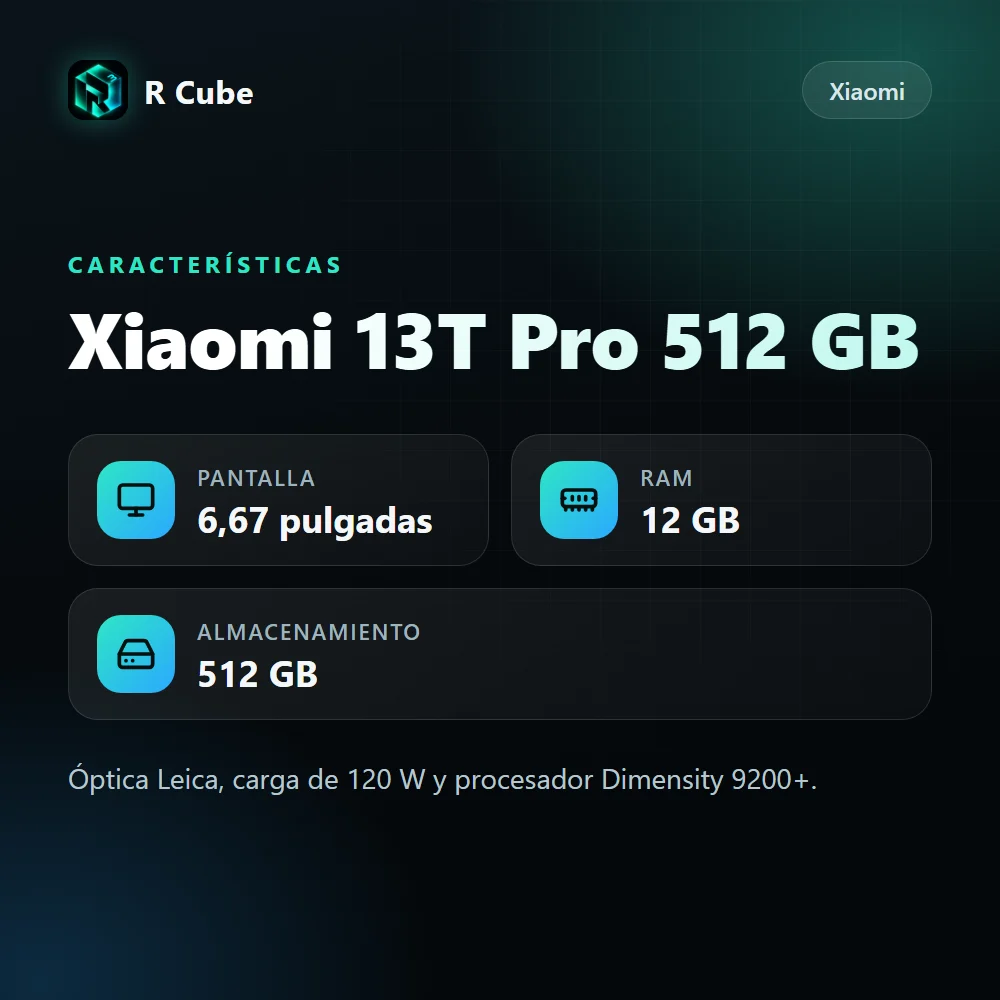 R Cube
Xiaomi
CARACTERÍSTICAS
Xiaomi 13T Pro 512 GB
PANTALLA
6,67 pulgadas
RAM
12 GB
ALMACENAMIENTO
512 GB
Óptica Leica, carga de 120 W y procesador Dimensity 9200+.